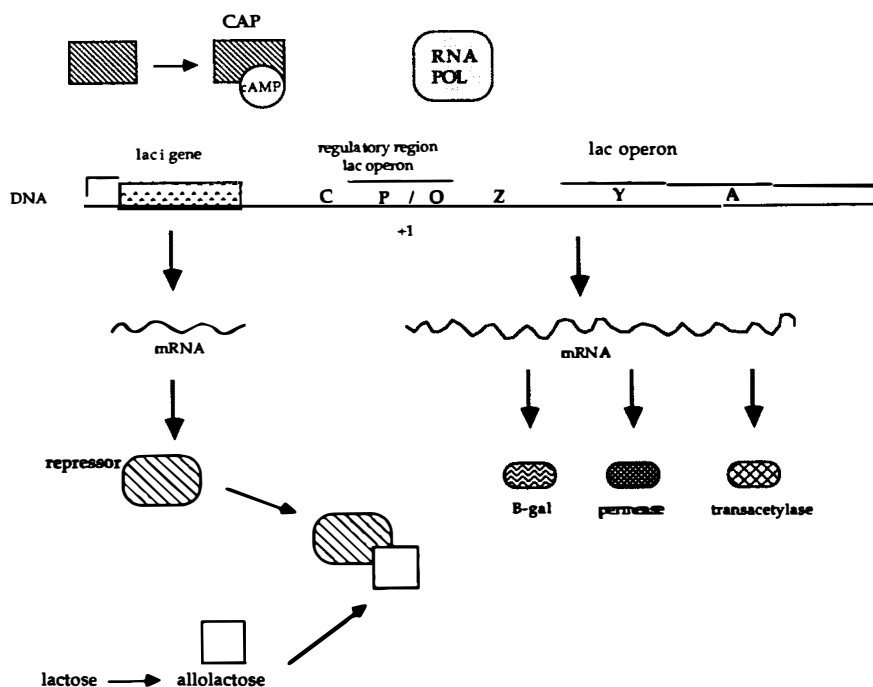 CAP
cAMP
RNA
POL
lac i gene
regulatory region
lac operon
lac operon
DNA
C P / O Z Y A
+1
mRNA
mRNA
repressor
B-gal permease transacetylase
lactose allolactose